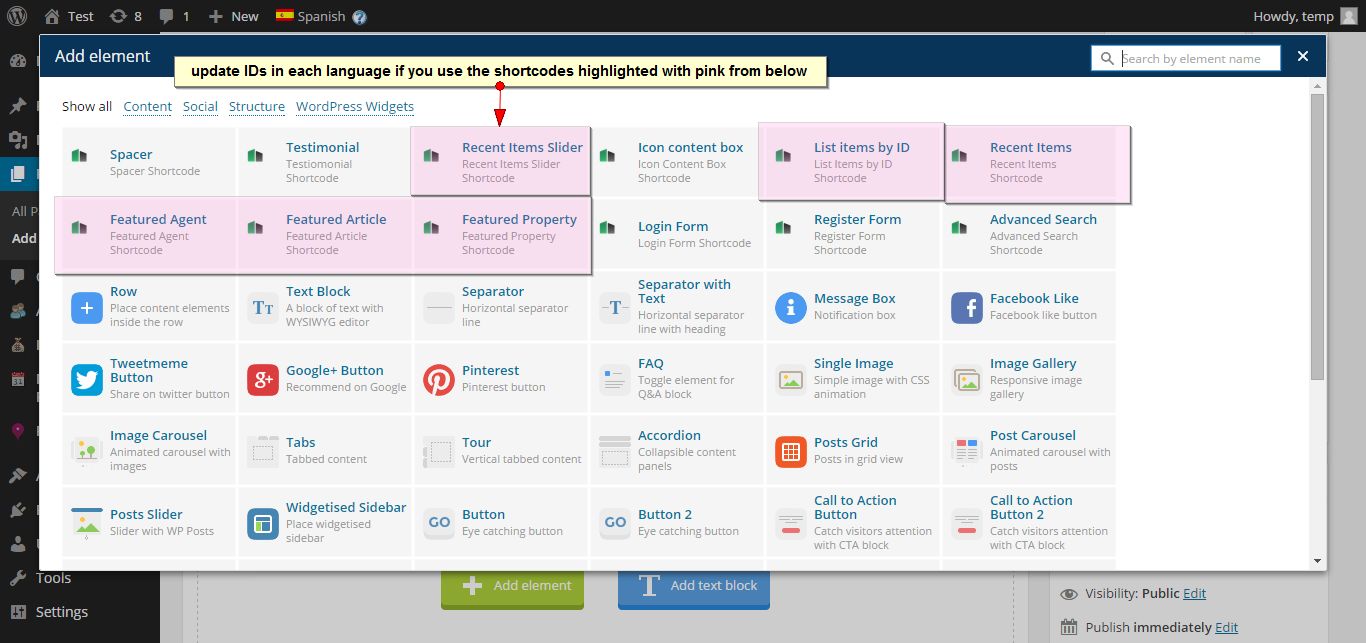 Test
8
1
New
Spanish
Howdy, temp
Add element
Search by element name
update IDs in each language if you use the shortcodes highlighted with pink from below
Show all Content Social Structure WordPress Widgets
Spacer
Spacer Shortcode
Testimonial
Testiomonial
Shortcode
Recent Items Slider
Recent Items Slider
Shortcode
Icon content box
Icon Content Box
Shortcode
List items by ID
List Items by ID
Shortcode
Recent Items
Recent Items
Shortcode
Featured Agent
Featured Agent
Shortcode
Featured Article
Featured Article
Shortcode
Featured Property
Featured Property
Shortcode
Login Form
Login Form Shortcode
Register Form
Register Form
Shortcode
Advanced Search
Advanced Search
Shortcode
Row
Place content elements
inside the row
Text Block
A block of text with
WYSIWYG editor
Separator
Horizontal separator
line
Separator with
Text
Horizontal separator
line with heading
Message Box
Notification box
Facebook Like
Facebook like button
Tweetmeme
Button
Share on twitter button
Google+ Button
Recommend on Google
Pinterest
Pinterest button
FAQ
Toggle element for
Q&A block
Single Image
Simple image with CSS
animation
Image Gallery
Responsive image
gallery
Image Carousel
Animated carousel with
images
Tabs
Tabbed content
Tour
Vertical tabbed content
Accordion
Collapsible content
panels
Posts Grid
Posts in grid view
Post Carousel
Animated carousel with
posts
Posts Slider
Slider with WP Posts
Widgetised Sidebar
Place widgetised
sidebar
GO
Button
Eye catching button
GO
Button 2
Eye catching button
Call to Action
Button
Catch visitors attention
with CTA block
Call to Action
Button 2
Catch visitors attention
with CTA block
All P
Add
Tools
Settings
Add element
Add text block
Visibility: Public Edit
Publish immediately Edit